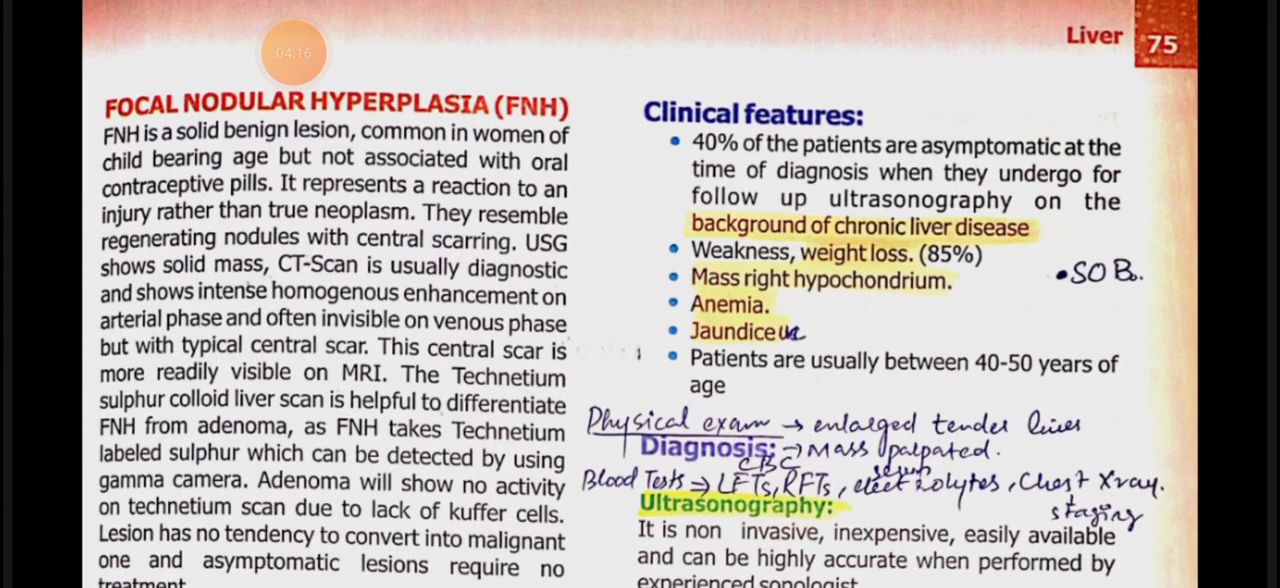 04:16
Liver 75
FOCAL NODULAR HYPERPLASIA (FNH)
FNH is a solid benign lesion, common in women of
child bearing age but not associated with oral
contraceptive pills. It represents a reaction to an
injury rather than true neoplasm. They resemble
regenerating nodules with central scarring. USG
shows solid mass, CT-Scan is usually diagnostic
and shows intense homogenous enhancement on
arterial phase and often invisible on venous phase
but with typical central scar. This central scar is
more readily visible on MRI. The Technetium
sulphur colloid liver scan is helpful to differentiate
FNH from adenoma, as FNH takes Technetium
labeled sulphur which can be detected by using
gamma camera. Adenoma will show no activity
on technetium scan due to lack of kuffer cells.
Lesion has no tendency to convert into malignant
one and asymptomatic lesions require no
treatment
Clinical features:
• 40% of the patients are asymptomatic at the
time of diagnosis when they undergo for
follow up ultrasonography on the
background of chronic liver disease
• Weakness, weight loss. (85%)
• SOB.
• Mass right hypochondrium.
• Anemia.
• Jaundice
• Patients are usually between 40-50 years of
age
Physical exam → enlarged tender liver
Diagnosis: → Mass palpated.
CBC
Blood Tests → LFTs, RFTs, electrolytes, Chest Xray.
staging
Ultrasonography:
It is non invasive, inexpensive, easily available
and can be highly accurate when performed by
experienced sonologist